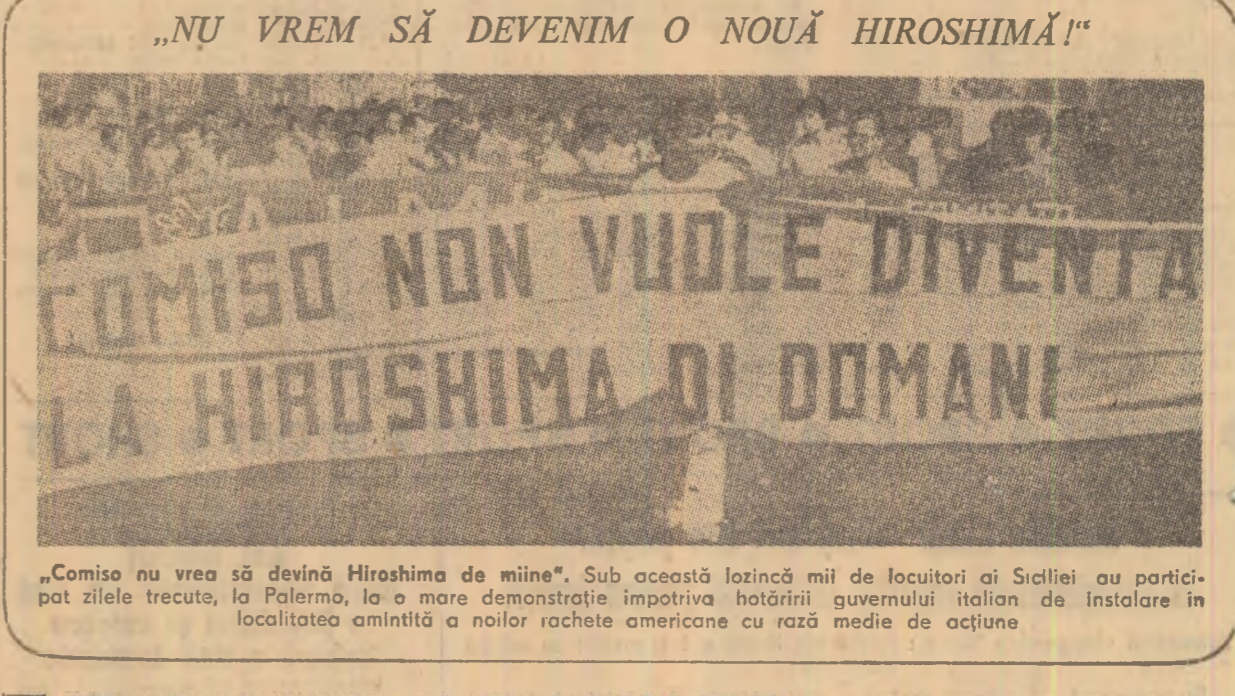 „NU VREM SĂ DEVENIM O NOUĂ HIROSHIMĂ!“
COMISO NON VUOLE DIVENTA
LA HIROSHIMA DI DOMANI
„Comiso nu vrea să devină Hiroshima de mîine“. Sub această lozincă mii de locuitori ai Siciliei au partici-
pat zilele trecute, la Palermo, la o mare demonstrație împotriva hotărîrii guvernului italian de instalare în
localitatea amintită a noilor rachete americane cu rază medie de acțiune